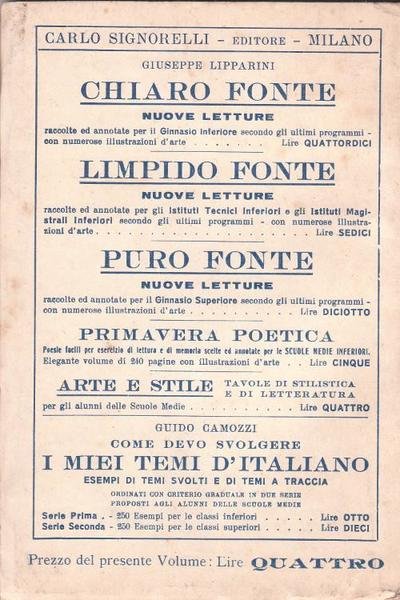 CARLO SIGNORELLI - EDITORE - MILANO
GIUSEPPE LIPPARINI
CHIARO FONTE
NUOVE LETTURE
raccolte ed annotate per il Ginnasio Inferiore secondo gli ultimi programmi -
con numerose illustrazioni d'arte . . . . . . . Lire QUATTORDICI
LIMPIDO FONTE
NUOVE LETTURE
raccolte ed annotate per gli Istituti Tecnici Inferiori e gli Istituti Magi-
strali Inferiori secondo gli ultimi programmi - con numerose illustra-
zioni d'arte . . . . . . . . . . . . . . . . . . . Lire SEDICI
PURO FONTE
NUOVE LETTURE
raccolte ed annotate per il Ginnasio Superiore secondo gli ultimi programmi -
con numerose illustrazioni d'arte . . . . . . . . Lire DICIOTTO
PRIMAVERA POETICA
Poesie facili per esercizio di lettura e di memoria scelte ed annotate per le SCUOLE MEDIE INFERIORI.
Elegante volume di 240 pagine con illustrazioni d'arte . . Lire CINQUE
ARTE E STILE TAVOLE DI STILISTICA
E DI LETTERATURA
per gli alunni delle Scuole Medie . . . . . . . . . Lire QUATTRO
GUIDO CAMOZZI
COME DEVO SVOLGERE
I MIEI TEMI D'ITALIANO
ESEMPI DI TEMI SVOLTI E DI TEMI A TRACCIA
ORDINATI CON CRITERIO GRADUALE IN DUE SERIE
PROPOSTI AGLI ALUNNI DELLE SCUOLE MEDIE
Serie Prima . - 250 Esempi per le classi inferiori . . . Lire OTTO
Serie Seconda - 250 Esempi per le classi superiori . . . Lire DIECI
Prezzo del presente Volume: Lire QUATTRO